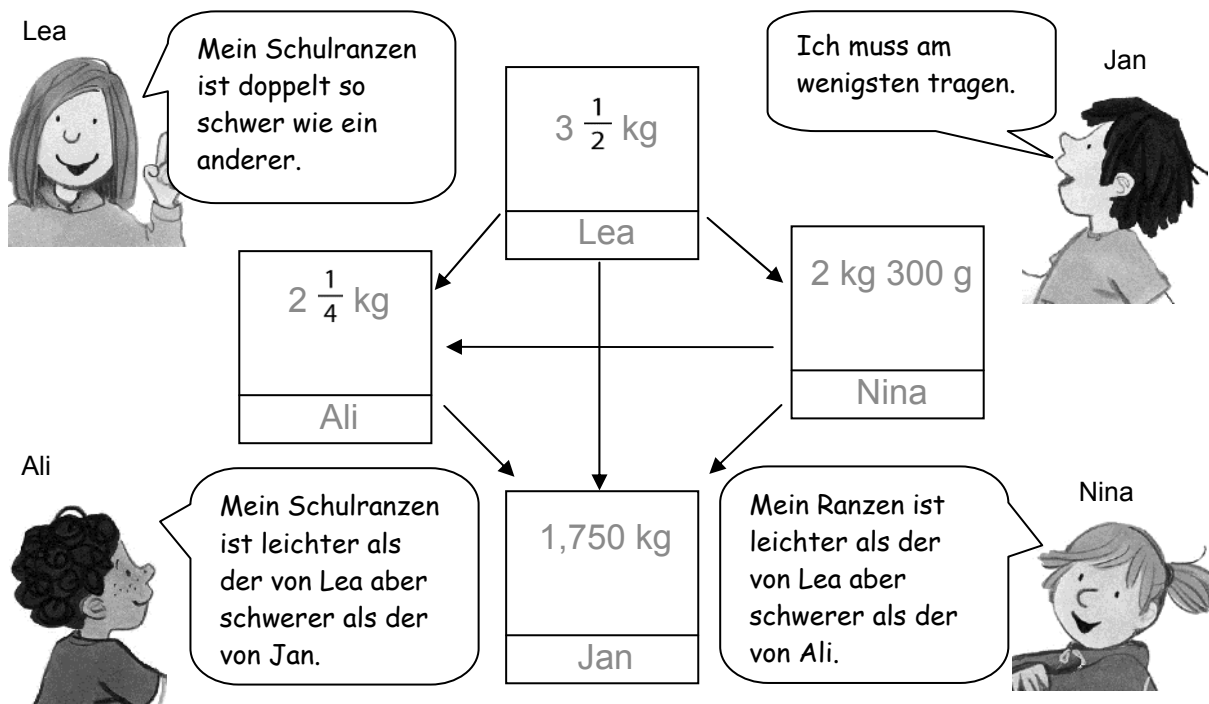 Lea
Mein Schulranzen
ist doppelt so
schwer wie ein
anderer.
3 1/2 kg
Lea
Ich muss am
wenigsten tragen.
Jan
2 1/4 kg
Ali
2 kg 300 g
Nina
Ali
Mein Schulranzen
ist leichter als
der von Lea aber
schwerer als der
von Jan.
1,750 kg
Jan
Mein Ranzen ist
leichter als der
von Lea aber
schwerer als der
von Ali.
Nina